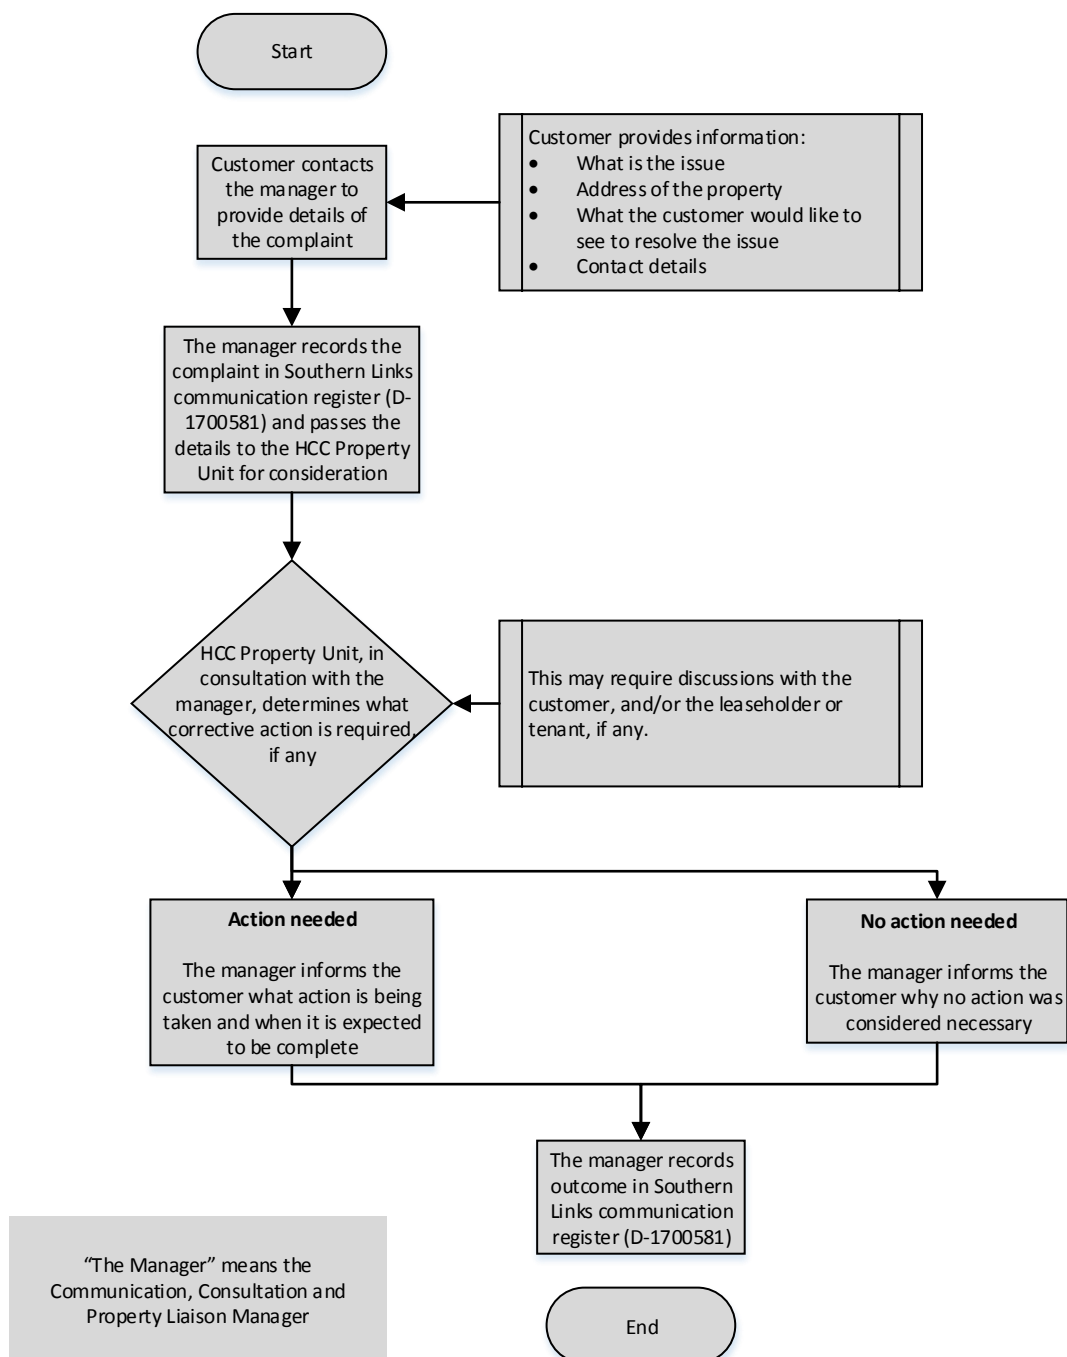 Start
Customer contacts
the manager to
provide details of
the complaint
Customer provides information:
• What is the issue
• Address of the property
• What the customer would like to
see to resolve the issue
• Contact details
The manager records the
complaint in Southern Links
communication register (D-
1700581) and passes the
details to the HCC Property
Unit for consideration
HCC Property Unit, in
consultation with the
manager, determines what
corrective action is required,
if any
This may require discussions with the
customer, and/or the leaseholder or
tenant, if any.
Action needed
The manager informs the
customer what action is being
taken and when it is expected
to be complete
No action needed
The manager informs the
customer why no action was
considered necessary
The manager records
outcome in Southern
Links communication
register (D-1700581)
“The Manager” means the
Communication, Consultation and
Property Liaison Manager
End